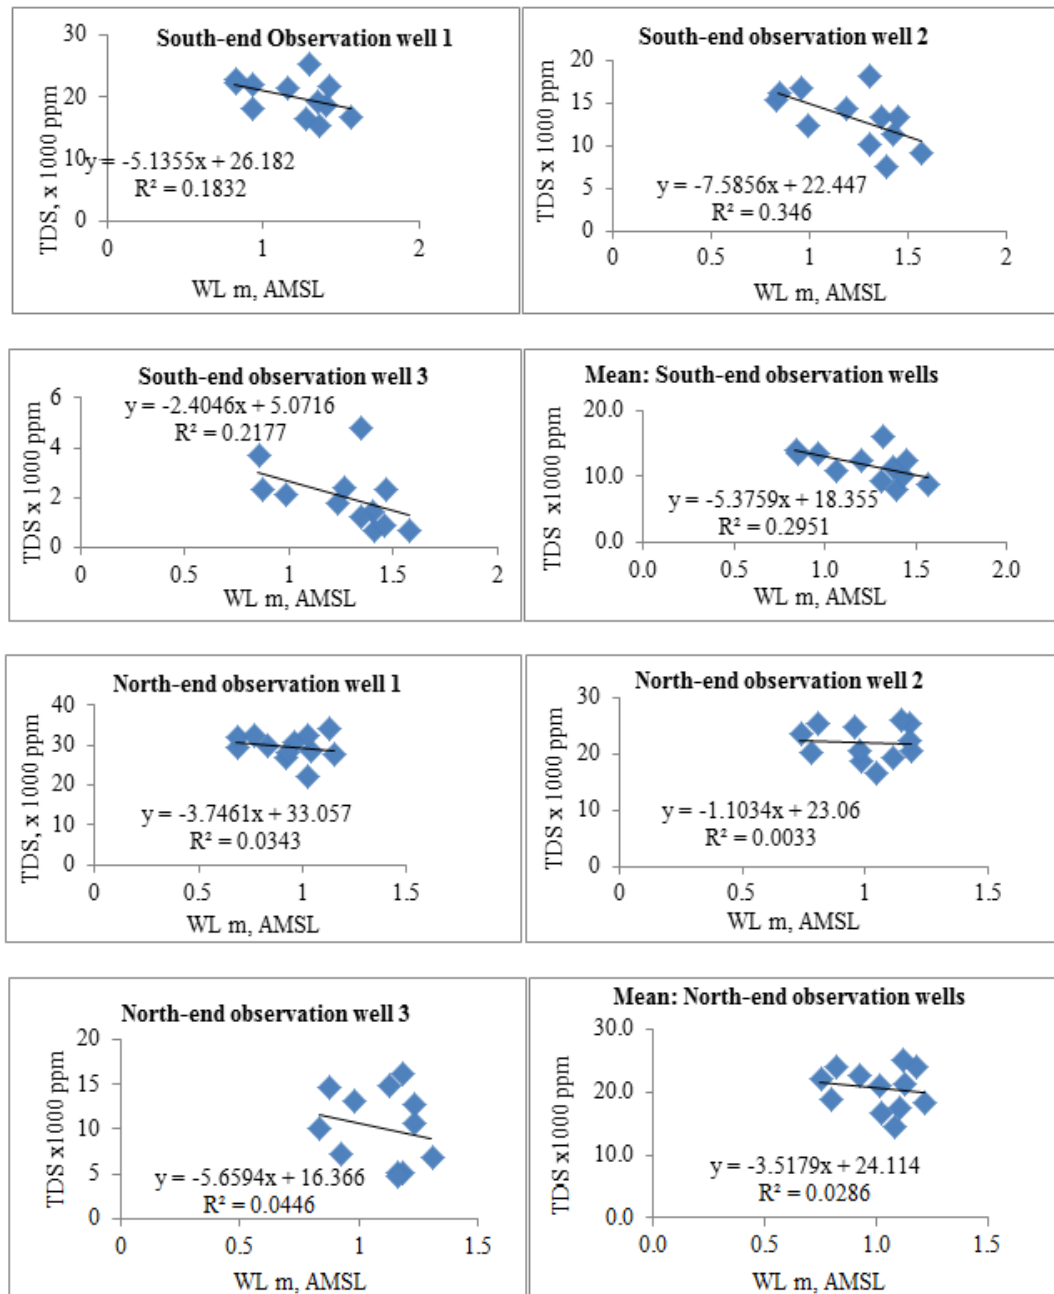 South-end Observation well 1
30
20
10
0
TDS, x 1000 ppm
y = -5.1355x + 26.182
R² = 0.1832
0
1
2
WL m, AMSL
South-end observation well 2
20
15
10
5
0
TDS x 1000 ppm
y = -7.5856x + 22.447
R² = 0.346
0
0.5
1
1.5
2
WL m, AMSL
South-end observation well 3
y = -2.4046x + 5.0716
R² = 0.2177
6
4
2
0
TDS x 1000 ppm
0
0.5
1
1.5
2
WL m, AMSL
Mean: South-end observation wells
20.0
10.0
0.0
TDS x1000 ppm
y = -5.3759x + 18.355
R² = 0.2951
0.0
1.0
2.0
WL m, AMSL
North-end observation well 1
40
30
20
10
0
TDS, x 1000 ppm
y = -3.7461x + 33.057
R² = 0.0343
0
0.5
1
1.5
WL m, AMSL
North-end observation well 2
30
20
10
0
TDS x 1000 ppm
y = -1.1034x + 23.06
R² = 0.0033
0
0.5
1
1.5
WL m, AMSL
North-end observation well 3
20
15
10
5
0
TDS x1000 ppm
y = -5.6594x + 16.366
R² = 0.0446
0
0.5
1
1.5
WL m, AMSL
Mean: North-end observation wells
30.0
20.0
10.0
0.0
TDS x1000 ppm
y = -3.5179x + 24.114
R² = 0.0286
0.0
0.5
1.0
1.5
WL m, AMSL